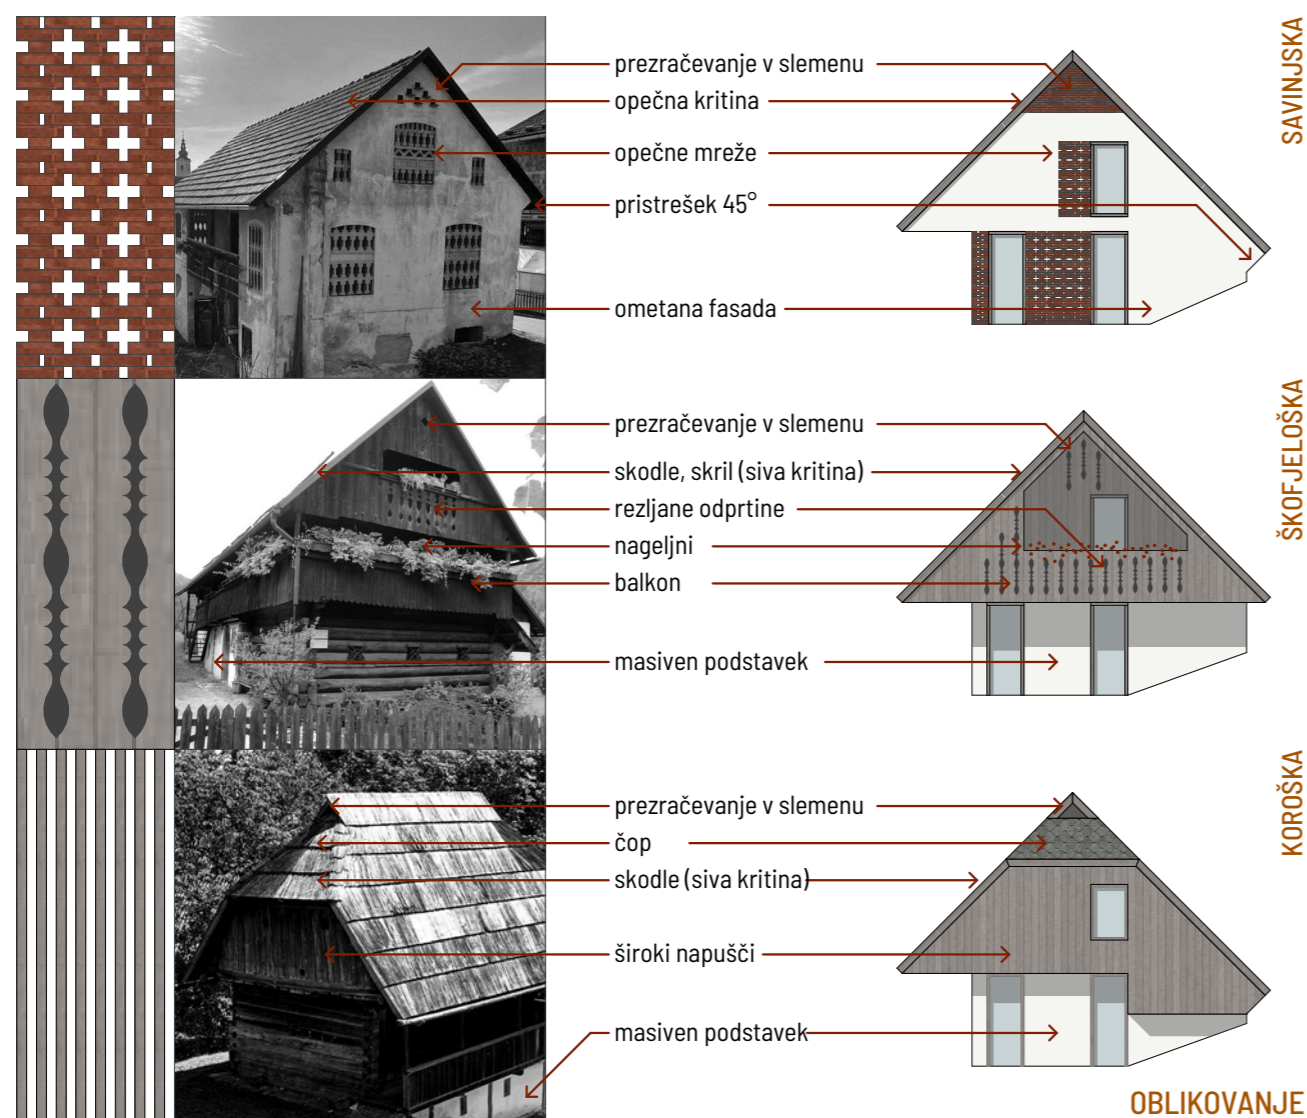 SAVINJSKA
prezračevanje v slemenu
opečna kritina
opečne mreže
pristrešek 45°
ometana fasada
ŠKOFJELOŠKA
prezračevanje v slemenu
skodle, skril (siva kritina)
rezljane odprtine
nageljni
balkon
masiven podstavek
KOROŠKA
prezračevanje v slemenu
čop
skodle (siva kritina)
široki napušči
masiven podstavek
OBLIKOVANJE